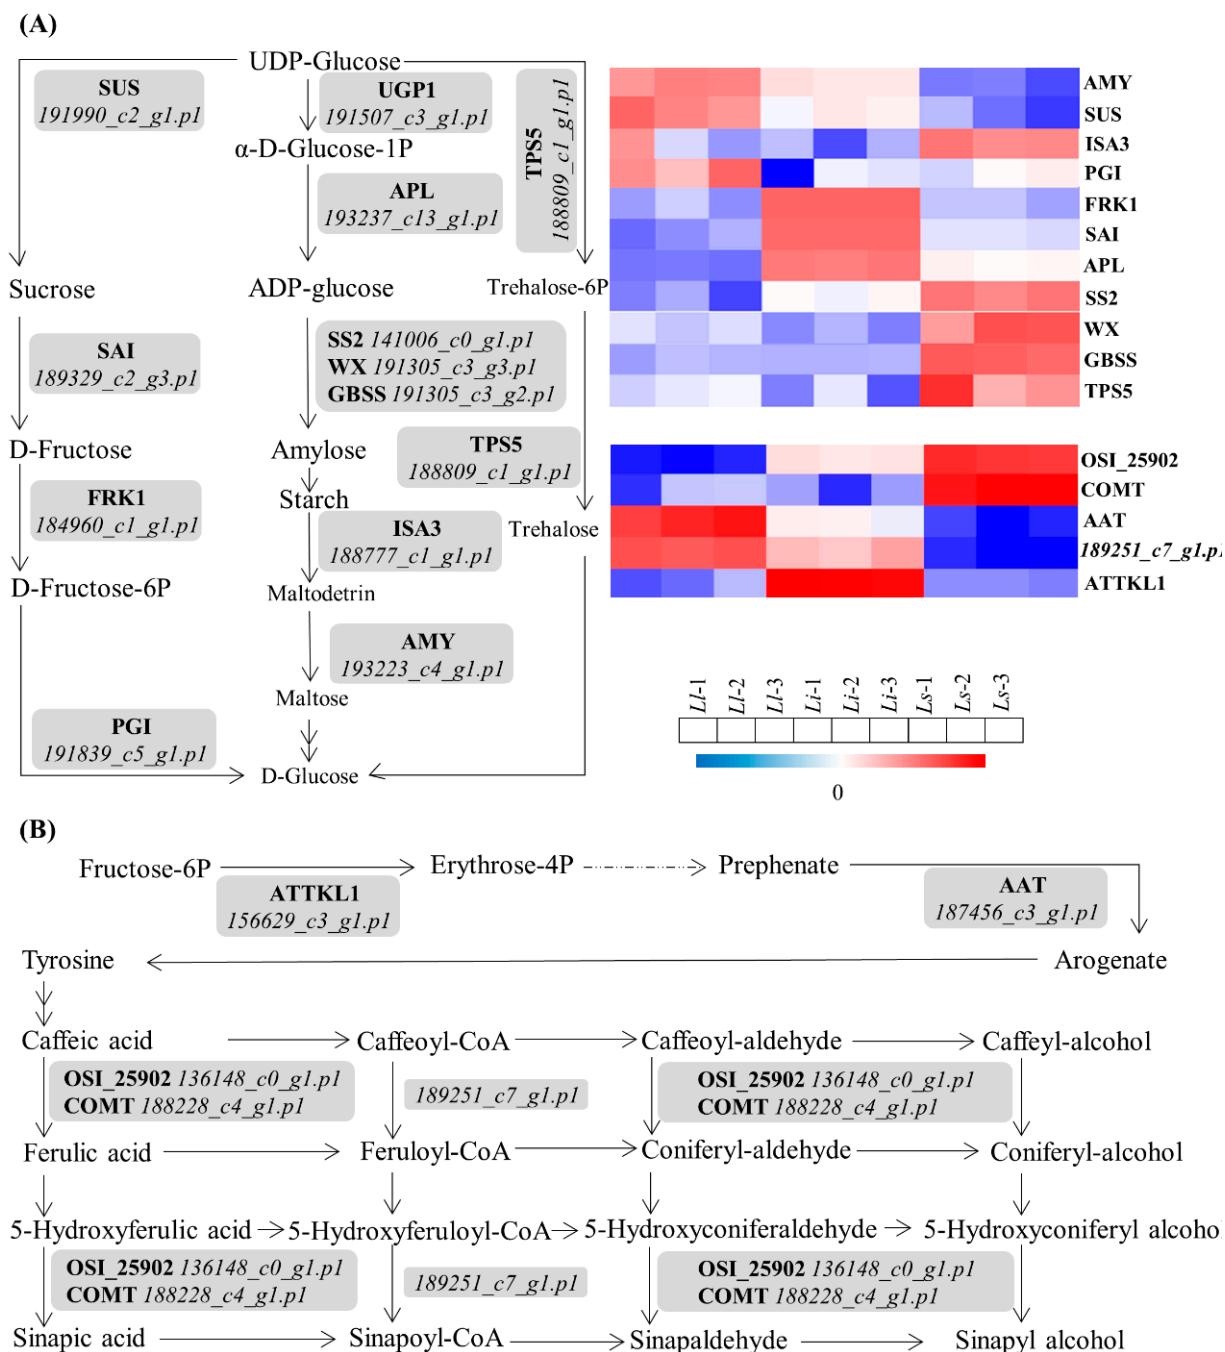 (A)
UDP-Glucose
SUS
191990_c2_g1.p1
UGP1
191507_c3_g1.p1
TPS5
188809_c1_g1.p1
α-D-Glucose-1P
APL
193237_c13_g1.p1
Sucrose
ADP-glucose
Trehalose-6P
SAI
189329_c2_g3.p1
SS2 141006_c0_g1.p1
WX 191305_c3_g3.p1
GBSS 191305_c3_g2.p1
D-Fructose
Amylose
TPS5
188809_c1_g1.p1
Starch
FRK1
184960_c1_g1.p1
ISA3
188777_c1_g1.p1
Trehalose
D-Fructose-6P
Maltodetrin
AMY
193223_c4_g1.p1
Maltose
PGI
191839_c5_g1.p1
D-Glucose
AMY
SUS
ISA3
PGI
FRK1
SAI
APL
SS2
WX
GBSS
TPS5
OSI_25902
COMT
AAT
189251_c7_g1.p1
ATTKL1
Ll-1
Ll-2
Ll-3
Li-1
Li-2
Li-3
Ls-1
Ls-2
Ls-3
0
(B)
Fructose-6P
Erythrose-4P
Prephenate
ATTKL1
156629_c3_g1.p1
AAT
187456_c3_g1.p1
Tyrosine
Arogenate
Caffeic acid
Caffeoyl-CoA
Caffeoyl-aldehyde
Caffeyl-alcohol
OSI_25902 136148_c0_g1.p1
COMT 188228_c4_g1.p1
189251_c7_g1.p1
OSI_25902 136148_c0_g1.p1
COMT 188228_c4_g1.p1
Ferulic acid
Feruloyl-CoA
Coniferyl-aldehyde
Coniferyl-alcohol
5-Hydroxyferulic acid
5-Hydroxyferuloyl-CoA
5-Hydroxyconiferaldehyde
5-Hydroxyconiferyl alcohol
OSI_25902 136148_c0_g1.p1
COMT 188228_c4_g1.p1
189251_c7_g1.p1
OSI_25902 136148_c0_g1.p1
COMT 188228_c4_g1.p1
Sinapic acid
Sinapoyl-CoA
Sinapaldehyde
Sinapyl alcohol